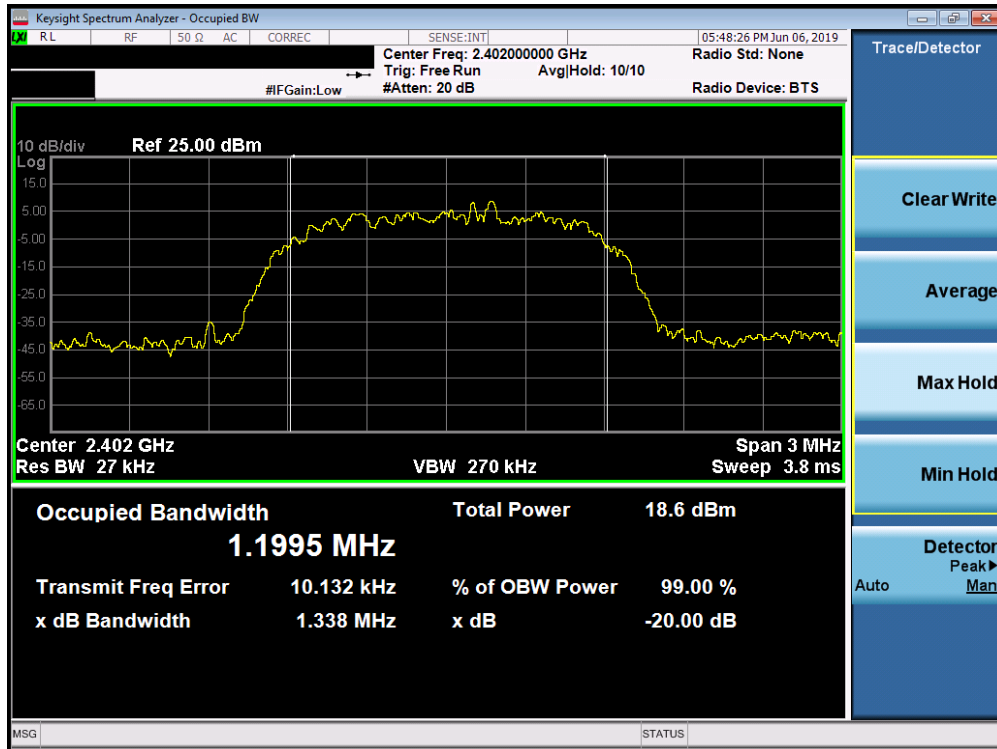 Keysight Spectrum Analyzer - Occupied BW
LXI RL RF 50 Ω AC CORREC SENSE:INT 05:48:26 PM Jun 06, 2019
Center Freq: 2.402000000 GHz Radio Std: None
Trig: Free Run Avg|Hold: 10/10
#IFGain:Low #Atten: 20 dB Radio Device: BTS
10 dB/div Ref 25.00 dBm
Log
15.0
5.00
-5.00
-15.0
-25.0
-35.0
-45.0
-55.0
-65.0
Center 2.402 GHz Span 3 MHz
Res BW 27 kHz VBW 270 kHz Sweep 3.8 ms
Occupied Bandwidth Total Power 18.6 dBm
1.1995 MHz
Transmit Freq Error 10.132 kHz % of OBW Power 99.00 %
x dB Bandwidth 1.338 MHz x dB -20.00 dB
MSG STATUS
Trace/Detector
Clear Write
Average
Max Hold
Min Hold
Detector
Peak▶
Auto Man